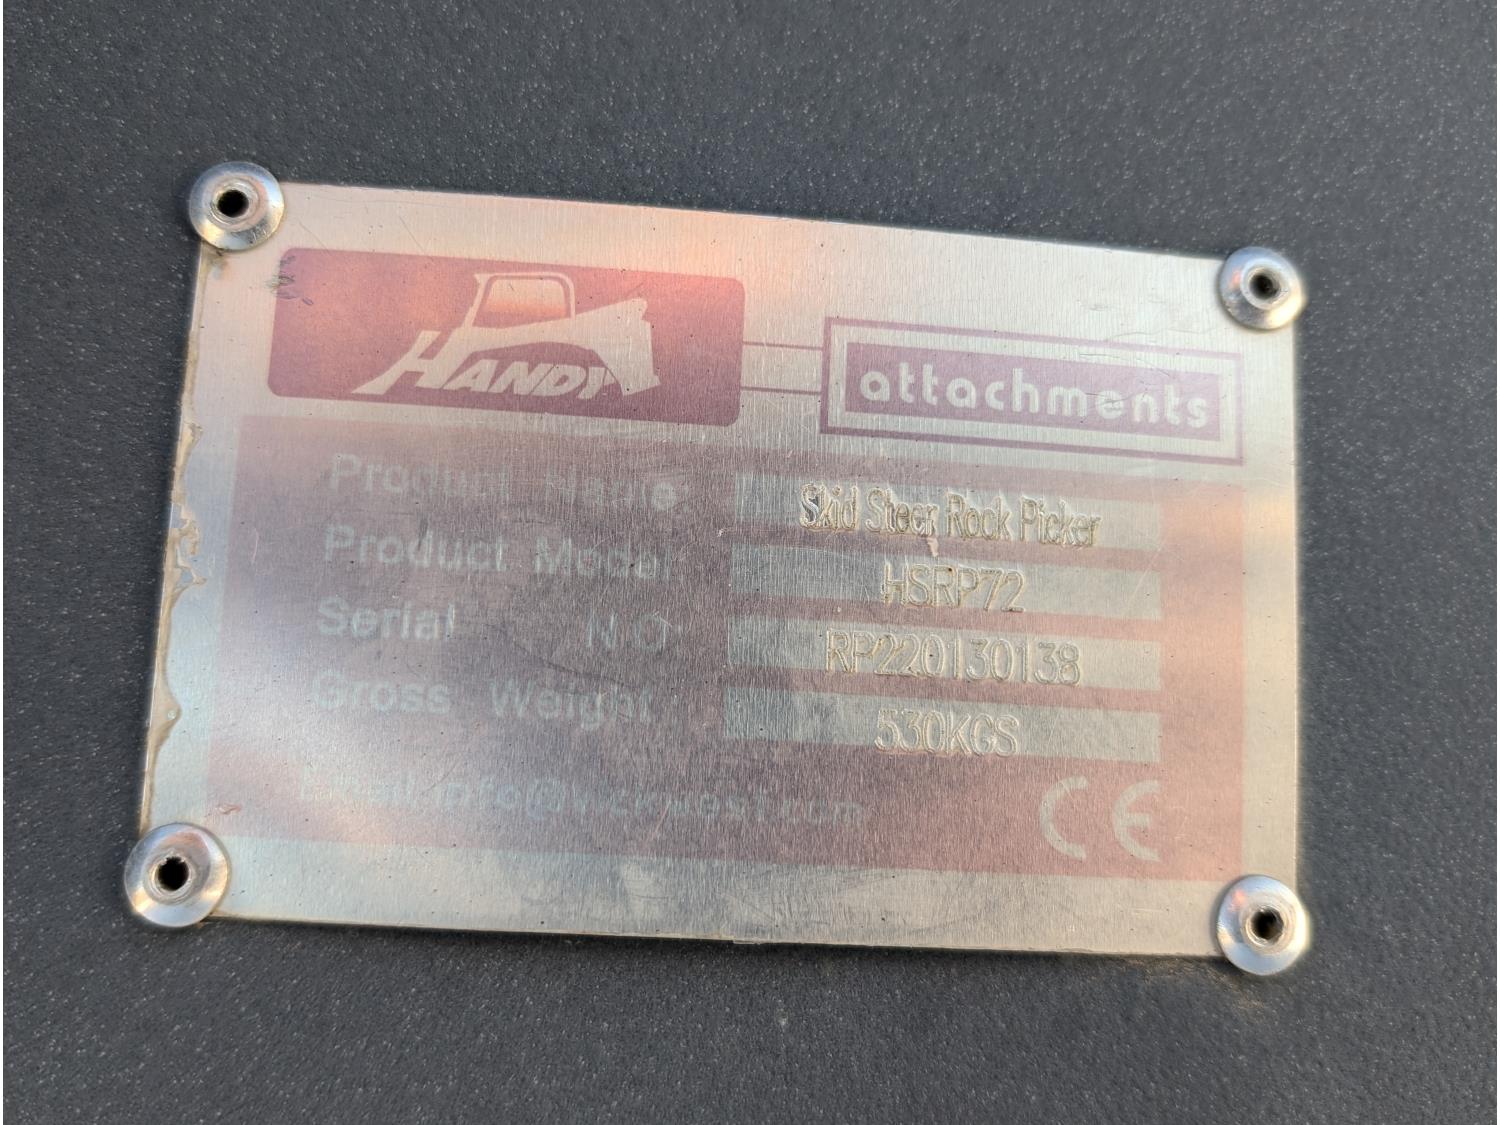 HANDY
attachments
Product Name Skid Steer Rock Picker
Product Model HSRP72
Serial NO RP220130138
Gross Weight 530KGS
CE